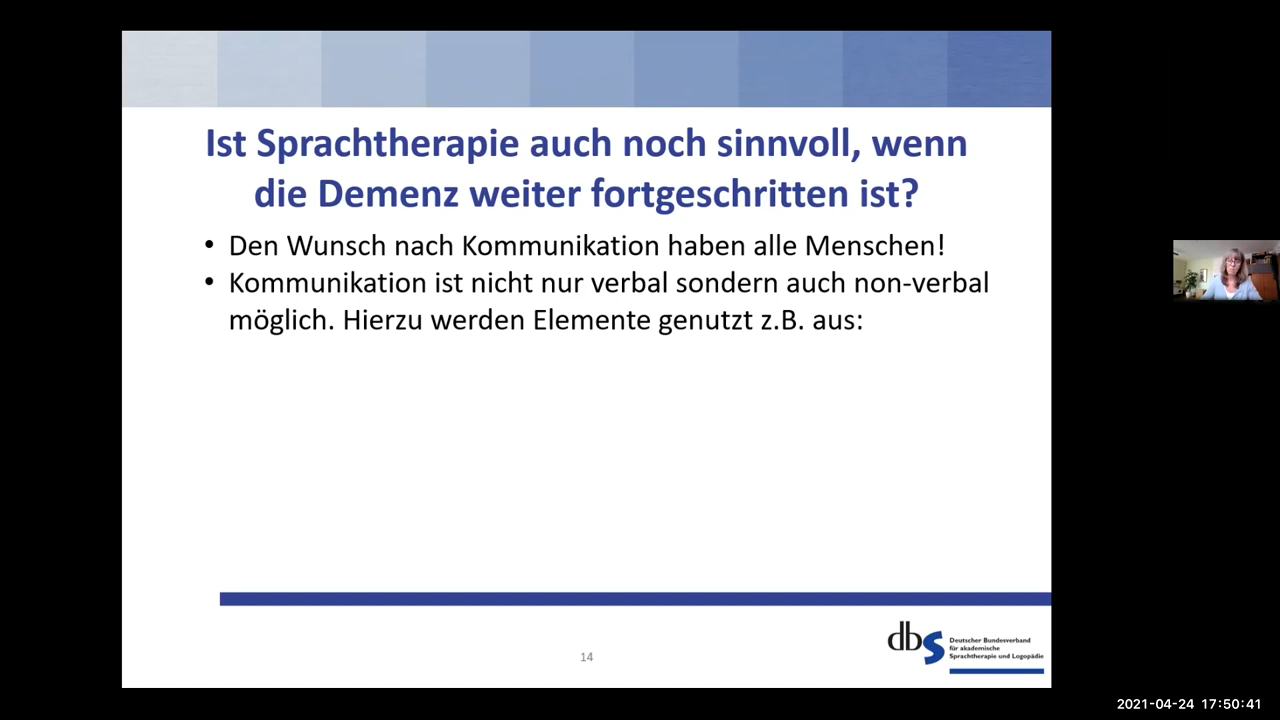 Ist Sprachtherapie auch noch sinnvoll, wenn
die Demenz weiter fortgeschritten ist?
• Den Wunsch nach Kommunikation haben alle Menschen!
• Kommunikation ist nicht nur verbal sondern auch non-verbal
möglich. Hierzu werden Elemente genutzt z.B. aus:
14
dbs
Deutscher Bundesverband
für akademische
Sprachtherapie und Logopädie
2021-04-24 17:50:41